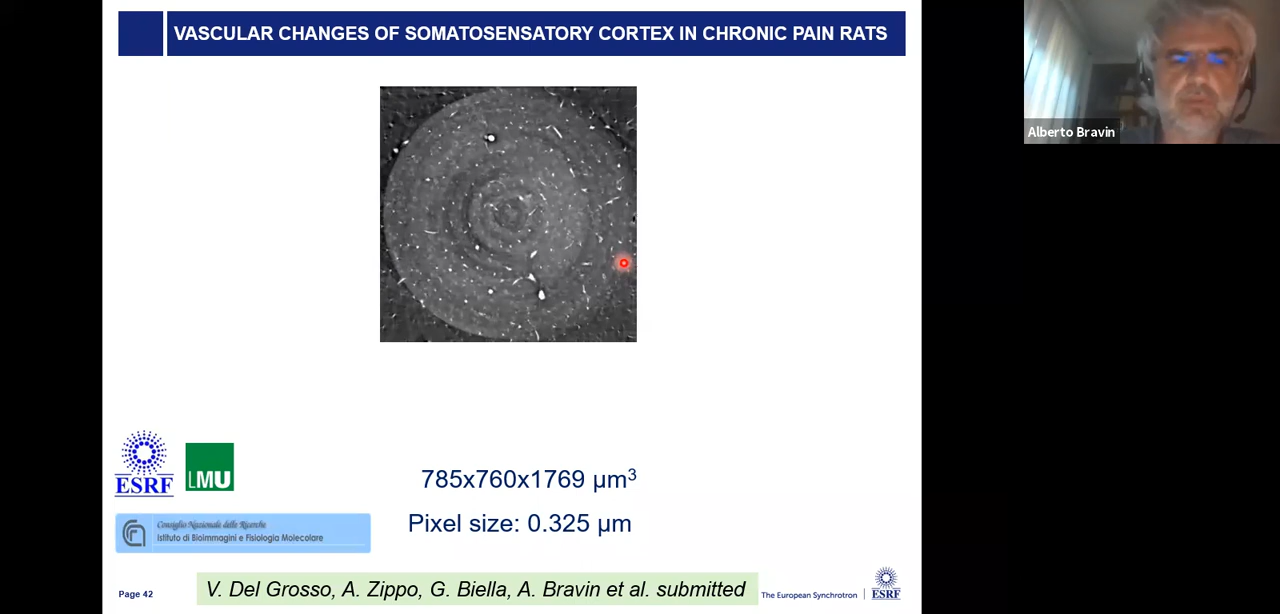 VASCULAR CHANGES OF SOMATOSENSATORY CORTEX IN CHRONIC PAIN RATS
Alberto Bravin
ESRF
LMU
785x760x1769 µm³
Pixel size: 0.325 µm
Consiglio Nazionale delle Ricerche
Istituto di Bioimmagini e Fisiologia Molecolare
Page 42
V. Del Grosso, A. Zippo, G. Biella, A. Bravin et al. submitted
The European Synchrotron
ESRF